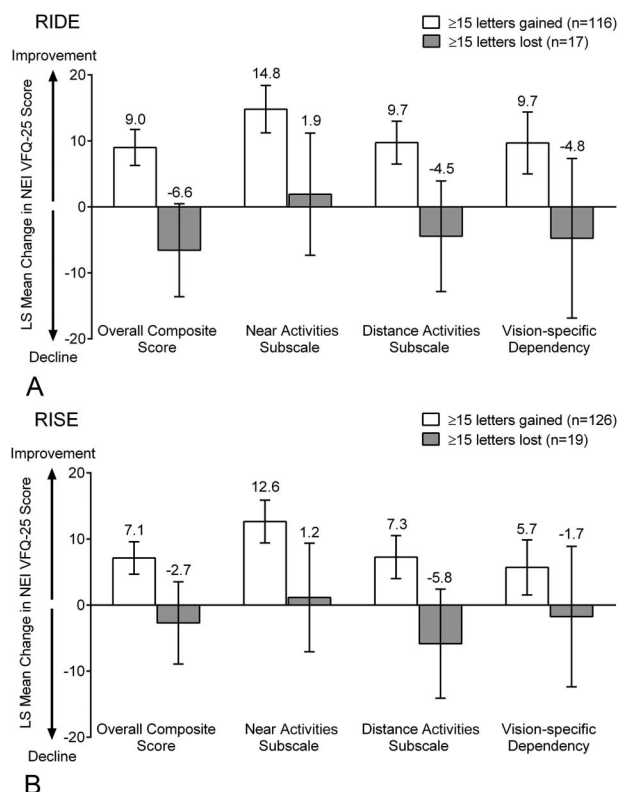 RIDE
≥15 letters gained (n=116)
≥15 letters lost (n=17)
Improvement
LS Mean Change in NEI VFQ-25 Score
Decline
20
10
0
-10
-20
9.0
-6.6
14.8
1.9
9.7
-4.5
9.7
-4.8
Overall Composite
Score
Near Activities
Subscale
Distance Activities
Subscale
Vision-specific
Dependency
A
RISE
≥15 letters gained (n=126)
≥15 letters lost (n=19)
Improvement
LS Mean Change in NEI VFQ-25 Score
Decline
20
10
0
-10
-20
7.1
-2.7
12.6
1.2
7.3
-5.8
5.7
-1.7
Overall Composite
Score
Near Activities
Subscale
Distance Activities
Subscale
Vision-specific
Dependency
B